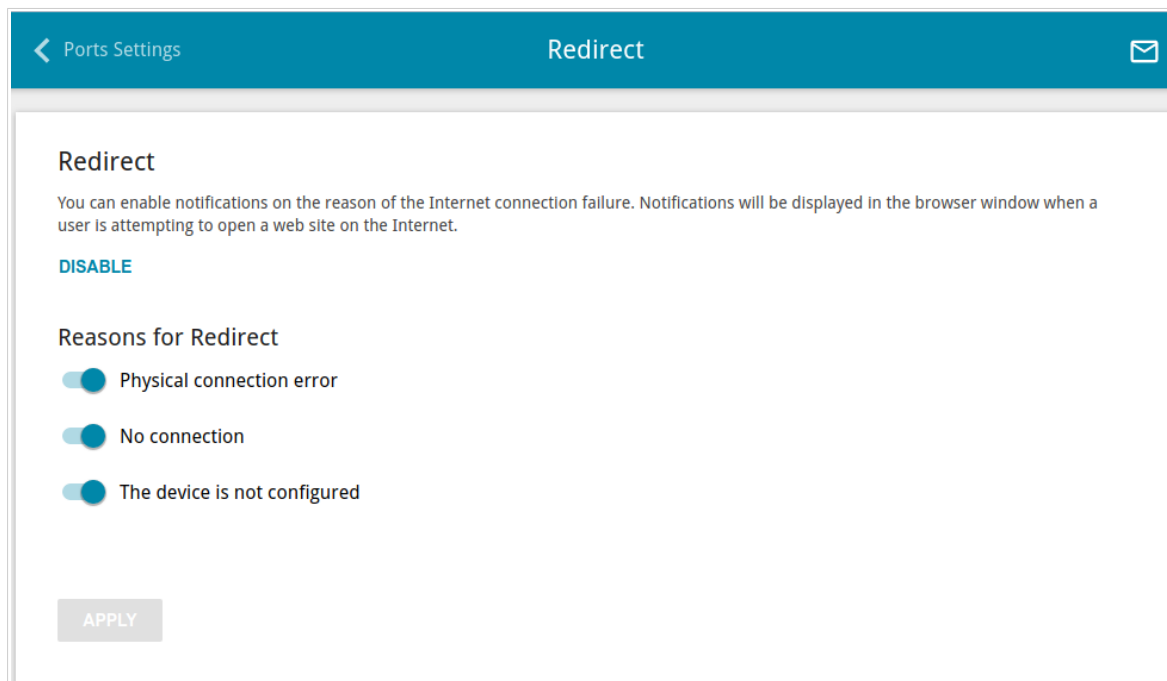 Ports Settings
Redirect
Redirect
You can enable notifications on the reason of the Internet connection failure. Notifications will be displayed in the browser window when a
user is attempting to open a web site on the Internet.
DISABLE
Reasons for Redirect
Physical connection error
No connection
The device is not configured
APPLY